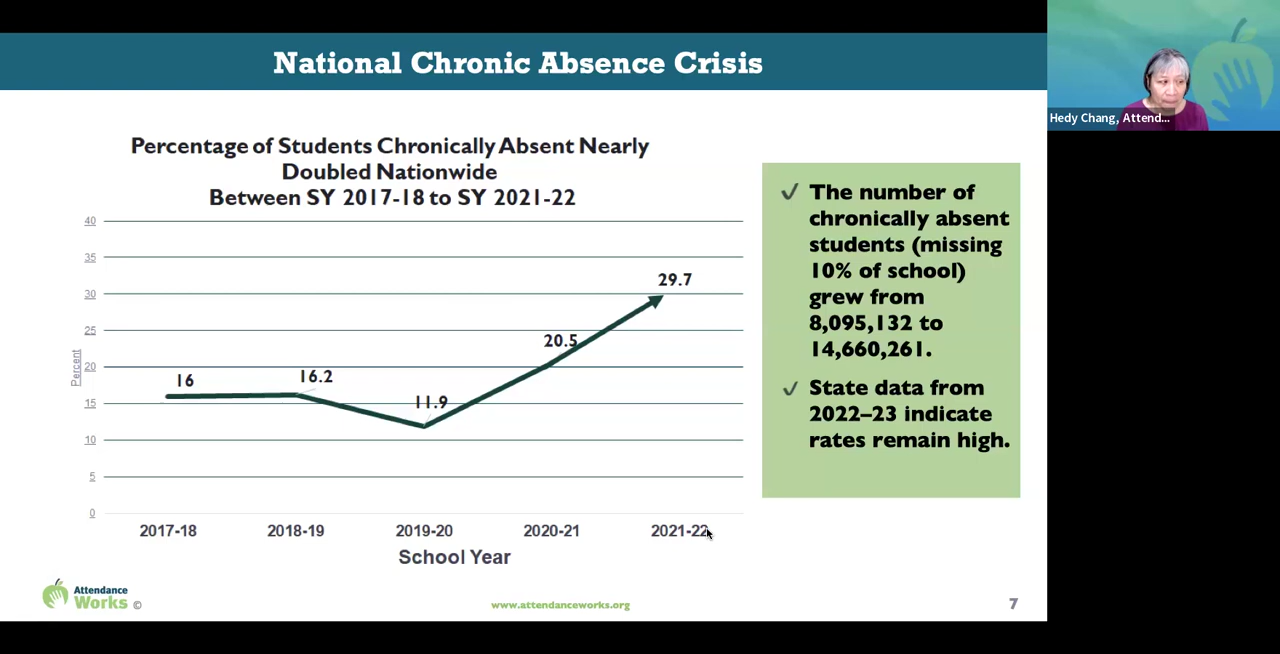 National Chronic Absence Crisis
Hedy Chang, Attend...
Percentage of Students Chronically Absent Nearly
Doubled Nationwide
Between SY 2017-18 to SY 2021-22
40
35
30
25
20
15
10
5
0
Percent
16
16.2
11.9
20.5
29.7
2017-18
2018-19
2019-20
2020-21
2021-22
School Year
✓ The number of
chronically absent
students (missing
10% of school)
grew from
8,095,132 to
14,660,261.
✓ State data from
2022–23 indicate
rates remain high.
Attendance
Works ©
www.attendanceworks.org
7